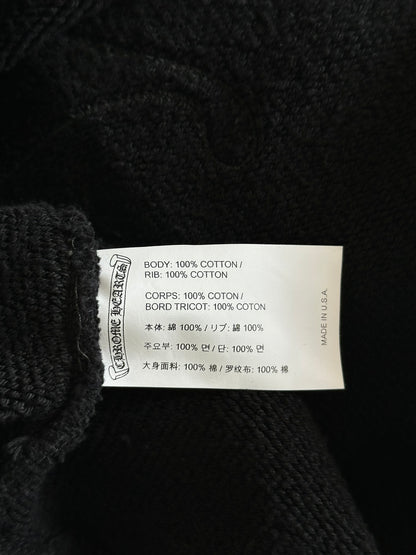 CHROME HEARTS
BODY: 100% COTTON /
RIB: 100% COTTON
CORPS: 100% COTTON /
BORD TRICOT: 100% COTON
本体: 綿 100% / リブ: 綿 100%
주요부: 100% 면 / 단: 100% 면
大身面料: 100% 棉 / 罗纹布: 100% 棉
MADE IN U.S.A.